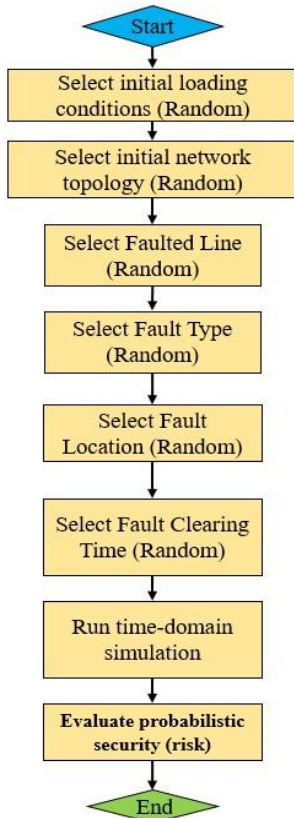 Start
Select initial loading
conditions (Random)
Select initial network
topology (Random)
Select Faulted Line
(Random)
Select Fault Type
(Random)
Select Fault
Location (Random)
Select Fault Clearing
Time (Random)
Run time-domain
simulation
Evaluate probabilistic
security (risk)
End